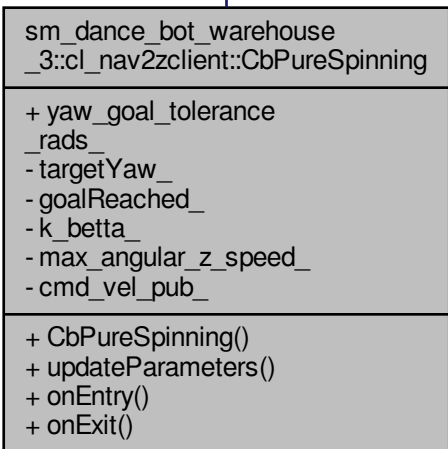 sm_dance_bot_warehouse
_3::cl_nav2zclient::CbPureSpinning
+ yaw_goal_tolerance
_rads_
- targetYaw_
- goalReached_
- k_betta_
- max_angular_z_speed_
- cmd_vel_pub_
+ CbPureSpinning()
+ updateParameters()
+ onEntry()
+ onExit()